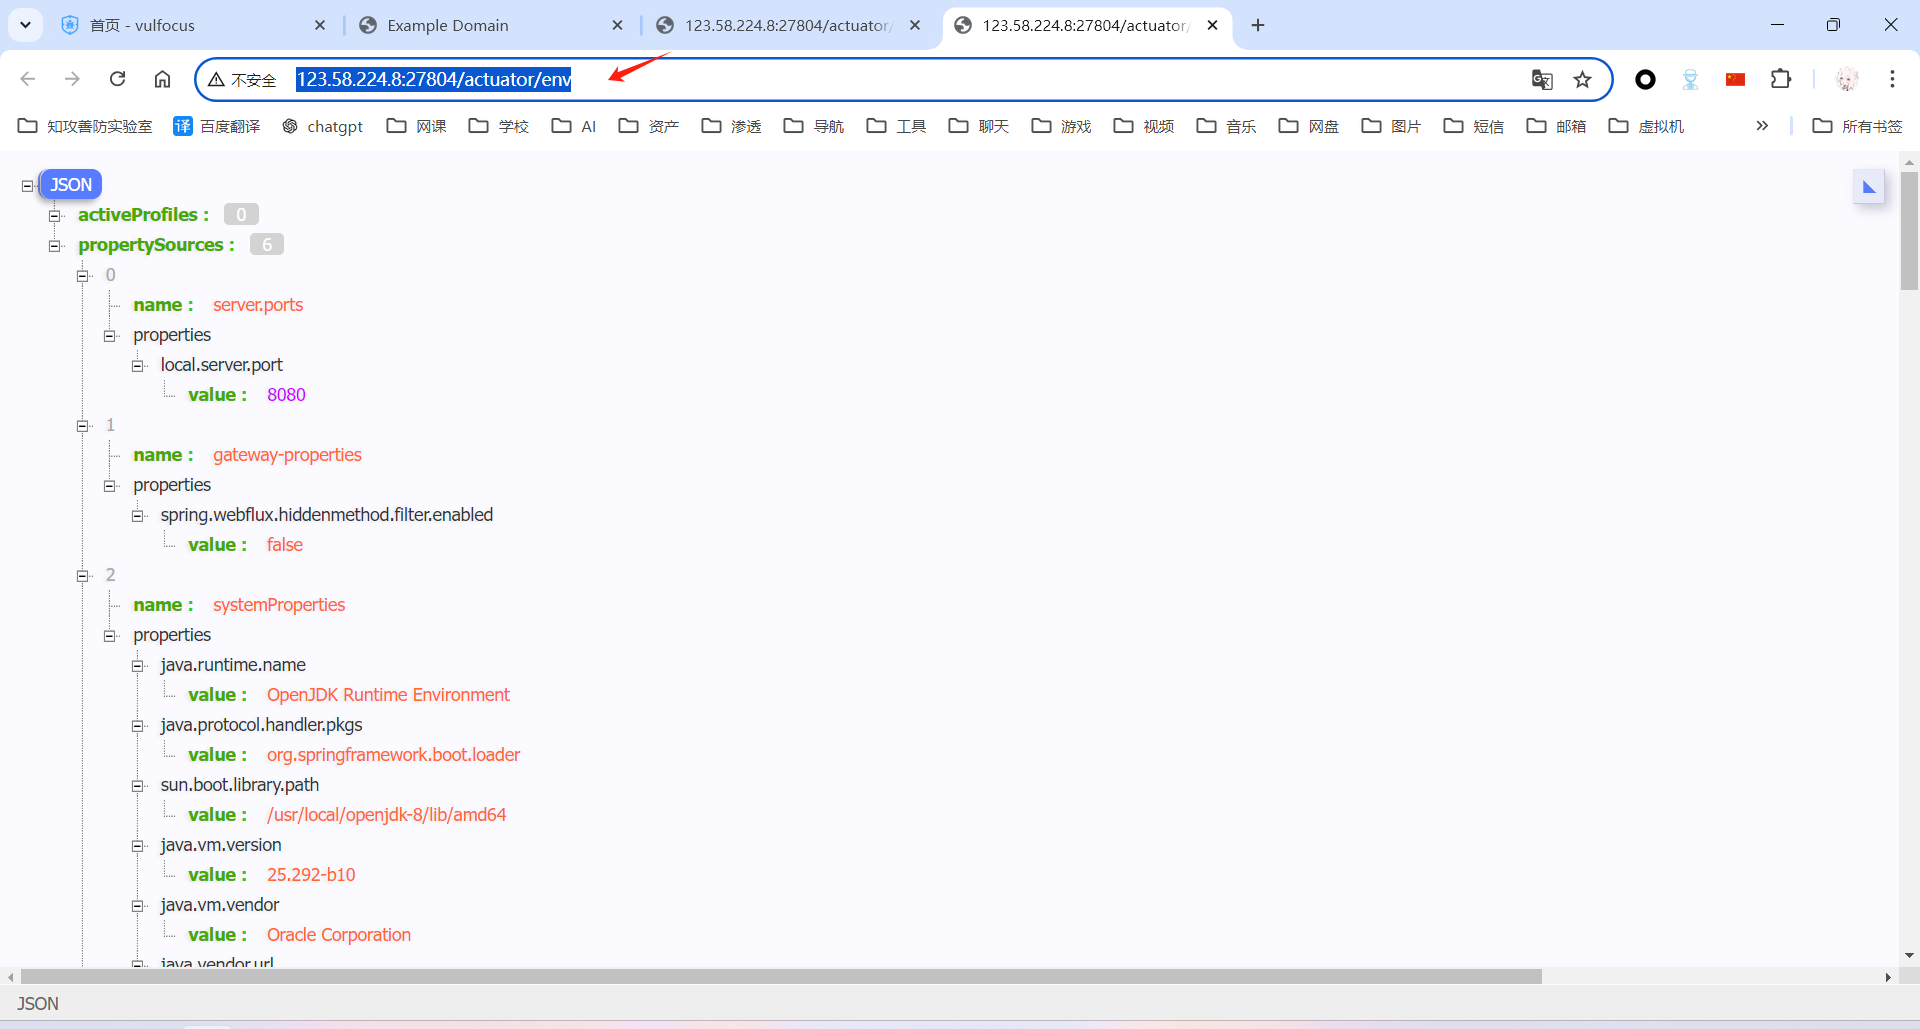 首页 - vulfocus
Example Domain
123.58.224.8:27804/actuator/
123.58.224.8:27804/actuator/
不安全 123.58.224.8:27804/actuator/env
知攻善防实验室 译 百度翻译 chatgpt 网课 学校 AI 资产 渗透 导航 工具 聊天 游戏 视频 音乐 网盘 图片 短信 邮箱 虚拟机 » 所有书签
JSON
activeProfiles : 0
propertySources : 6
0
name : server.ports
properties
local.server.port
value : 8080
1
name : gateway-properties
properties
spring.webflux.hiddenmethod.filter.enabled
value : false
2
name : systemProperties
properties
java.runtime.name
value : OpenJDK Runtime Environment
java.protocol.handler.pkgs
value : org.springframework.boot.loader
sun.boot.library.path
value : /usr/local/openjdk-8/lib/amd64
java.vm.version
value : 25.292-b10
java.vm.vendor
value : Oracle Corporation
java.vendor.url
JSON